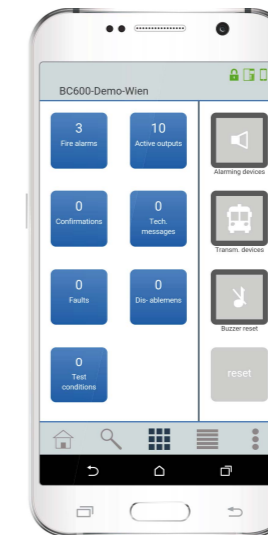 BC600-Demo-Wien
3
Fire alarms
10
Active outputs
Alarming devices
0
Confirmations
0
Tech.
messages
Transm. devices
0
Faults
0
Dis- ablemens
Buzzer reset
0
Test
conditions
reset